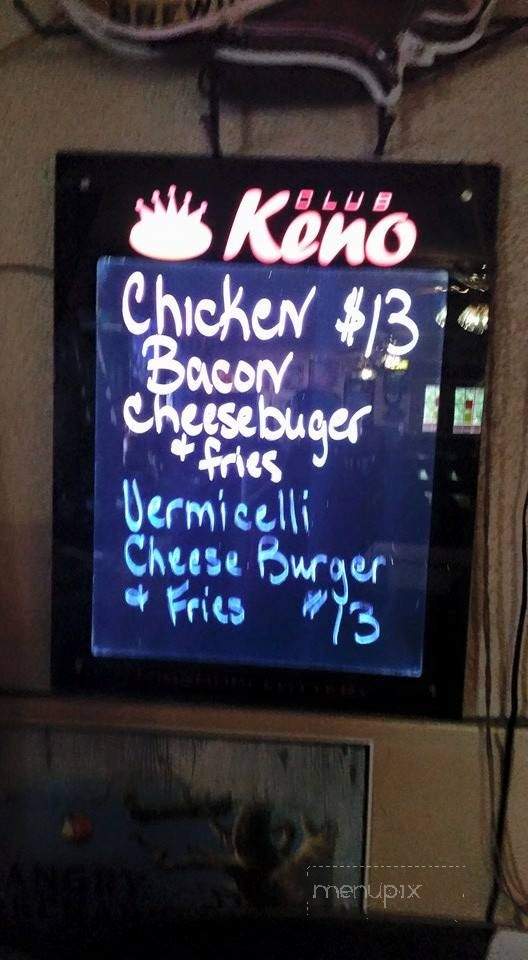 CLUB
Keno
Chicken $13
Bacon
cheesebuger
+ fries
Vermicelli
Cheese Burger
+ Fries $13
menupix